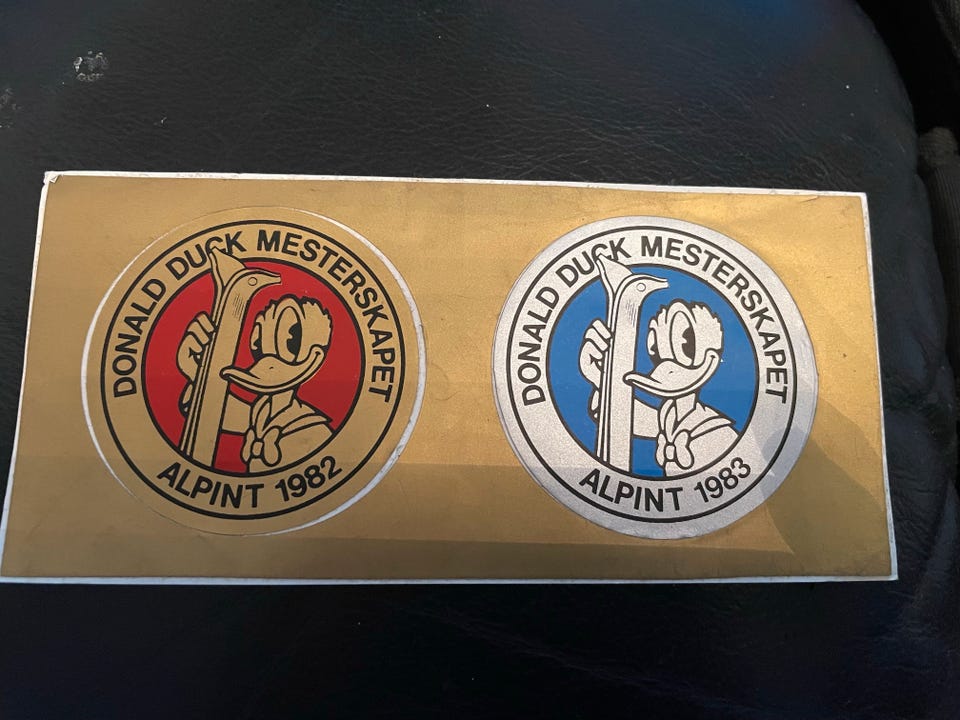 DONALD DUCK MESTERSKAPET
ALPINT 1982
DONALD DUCK MESTERSKAPET
ALPINT 1983